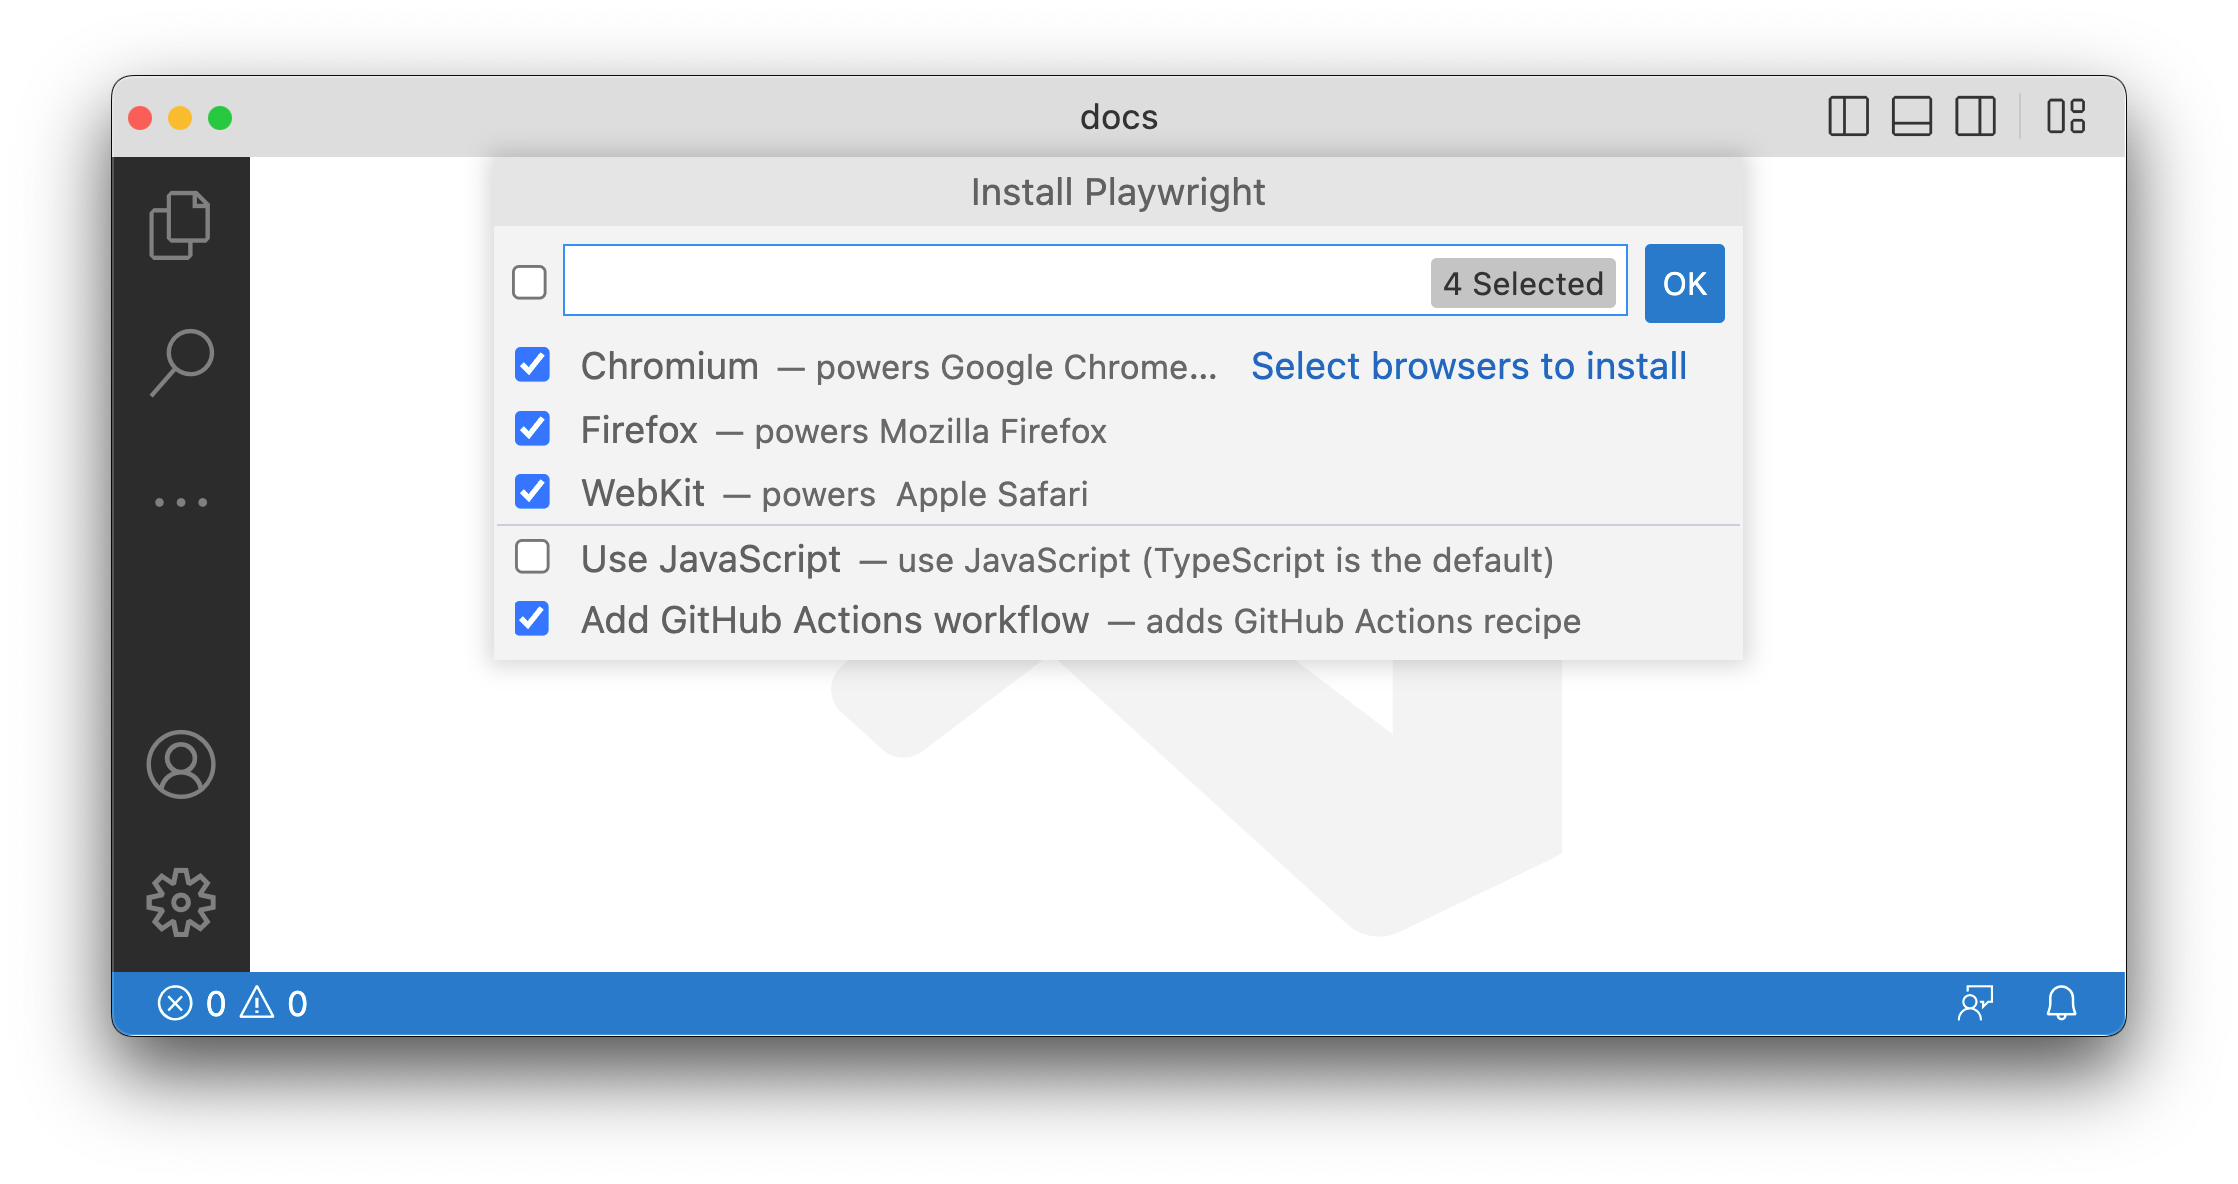 docs
Install Playwright
4 Selected OK
Chromium — powers Google Chrome... Select browsers to install
Firefox — powers Mozilla Firefox
WebKit — powers Apple Safari
Use JavaScript — use JavaScript (TypeScript is the default)
Add GitHub Actions workflow — adds GitHub Actions recipe
0 0